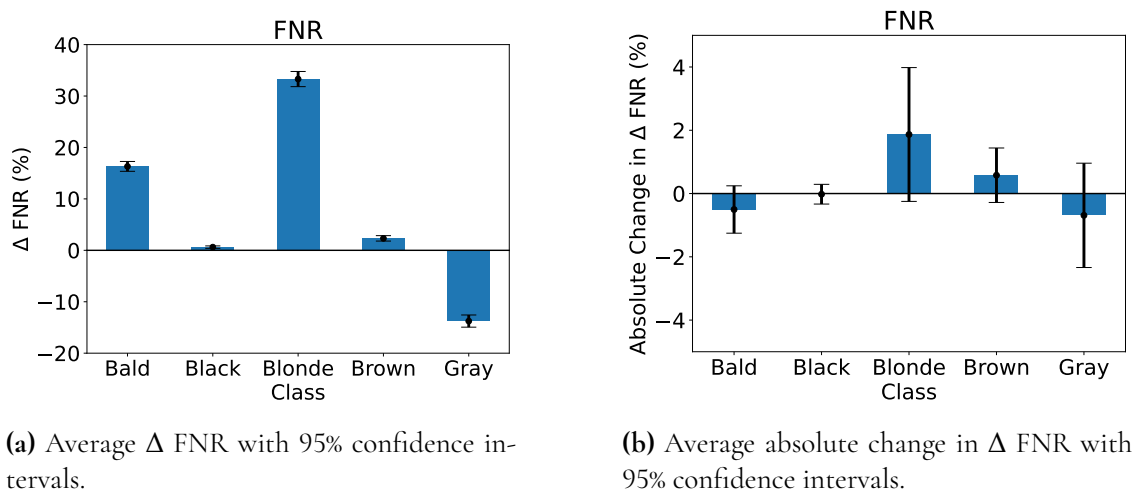 FNR
Δ FNR (%)
40
30
20
10
0
−10
−20
Bald Black Blonde Brown Gray
Class
(a) Average Δ FNR with 95% confidence in-
tervals.
FNR
Absolute Change in Δ FNR (%)
4
2
0
−2
−4
Bald Black Blonde Brown Gray
Class
(b) Average absolute change in Δ FNR with
95% confidence intervals.